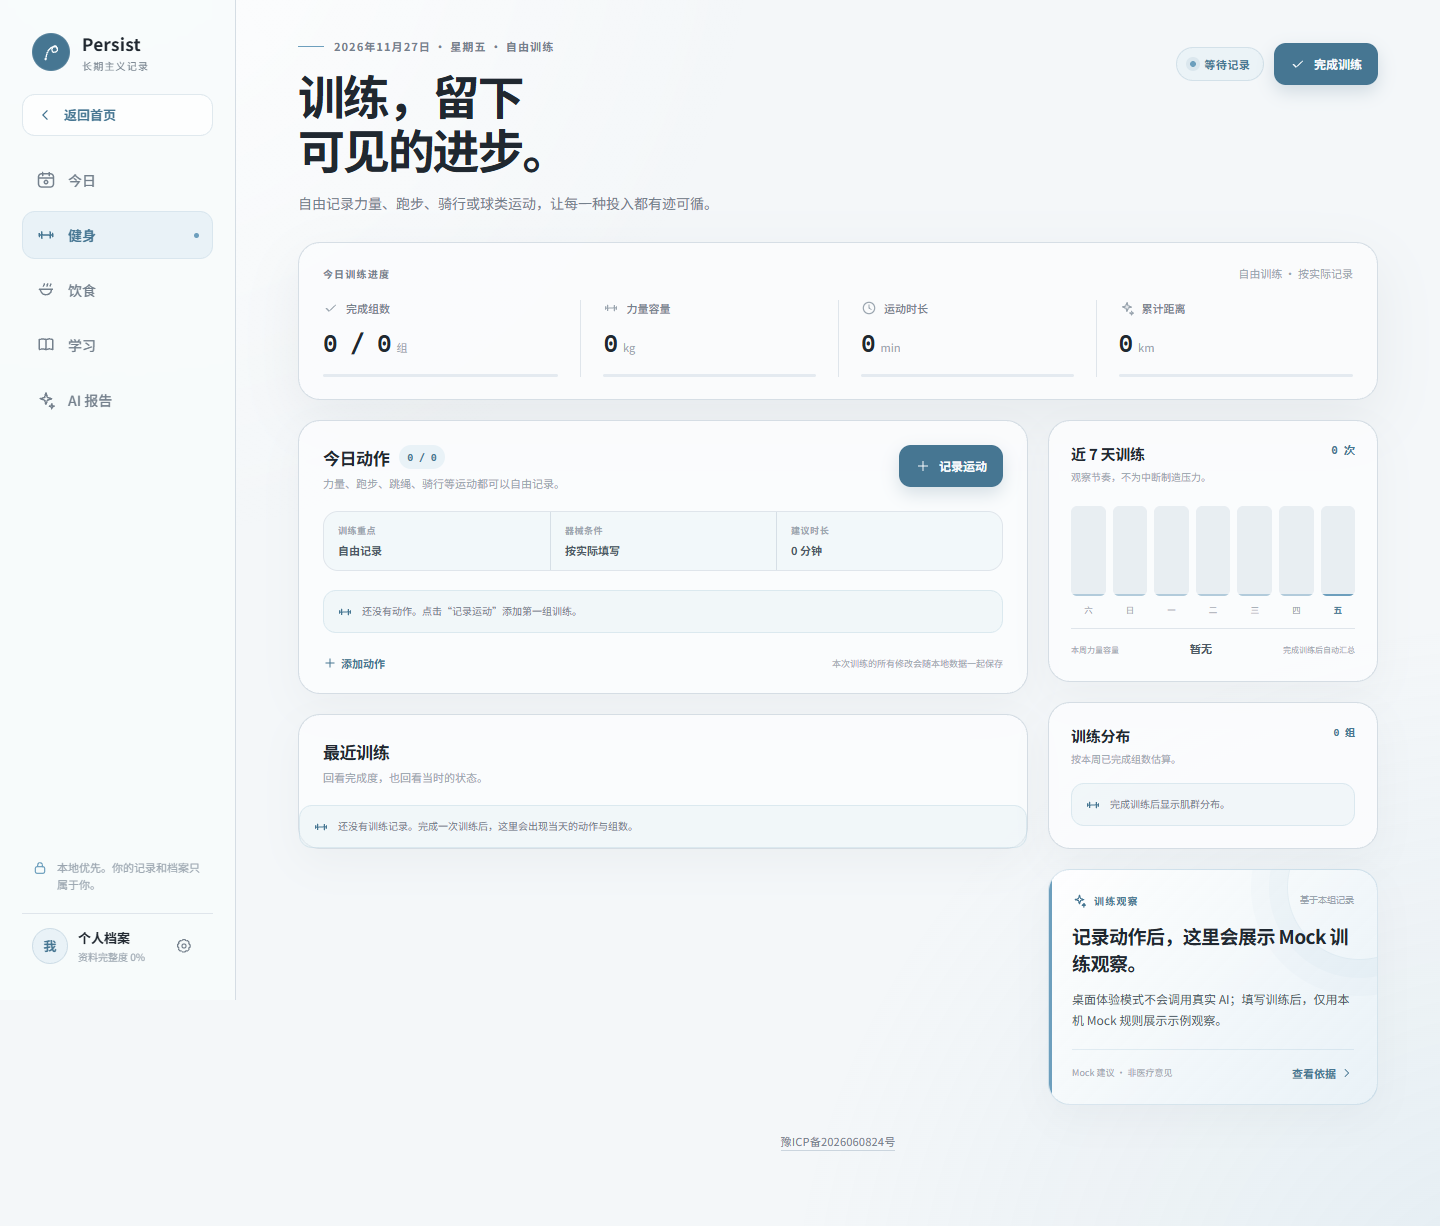 Persist
长期主义记录
返回首页
今日
健身
饮食
学习
AI 报告
本地优先。你的记录和档案只
属于你。
我
个人档案
资料完整度 0%
2026年11月27日 · 星期五 · 自由训练
训练，留下
可见的进步。
自由记录力量、跑步、骑行或球类运动，让每一种投入都有迹可循。
等待记录
完成训练
今日训练进度
自由训练 · 按实际记录
完成组数
0 / 0 组
力量容量
0 kg
运动时长
0 min
累计距离
0 km
今日动作 0 / 0
力量、跑步、跳绳、骑行等运动都可以自由记录。
记录运动
训练重点
自由记录
器械条件
按实际填写
建议时长
0 分钟
还没有动作。点击“记录运动”添加第一组训练。
添加动作
本次训练的所有修改会随本地数据一起保存
最近训练
回看完成度，也回看当时的状态。
还没有训练记录。完成一次训练后，这里会出现当天的动作与组数。
近 7 天训练
0 次
观察节奏，不为中断制造压力。
六 日 一 二 三 四 五
本周力量容量
暂无
完成训练后自动汇总
训练分布
0 组
按本周已完成组数估算。
完成训练后显示肌群分布。
训练观察
基于本组记录
记录动作后，这里会展示 Mock 训
练观察。
桌面体验模式不会调用真实 AI；填写训练后，仅用本
机 Mock 规则展示示例观察。
Mock 建议 · 非医疗意见
查看依据
豫ICP备2026060824号